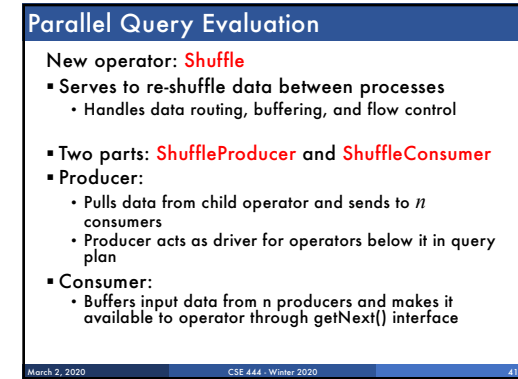 Parallel Query Evaluation
New operator: Shuffle
▪ Serves to re-shuffle data between processes
• Handles data routing, buffering, and flow control
▪ Two parts: ShuffleProducer and ShuffleConsumer
▪ Producer:
• Pulls data from child operator and sends to n
consumers
• Producer acts as driver for operators below it in query
plan
▪ Consumer:
• Buffers input data from n producers and makes it
available to operator through getNext() interface
March 2, 2020 CSE 444 - Winter 2020 41